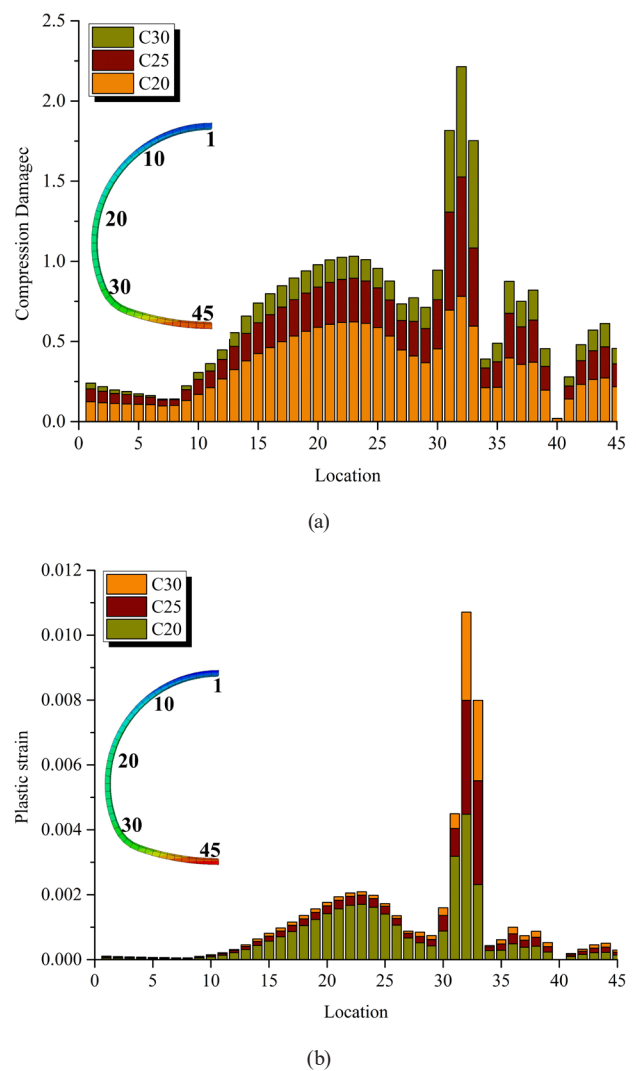 2.5
2.0
1.5
1.0
0.5
0.0
Compression Damagec
C30
C25
C20
1
10
20
30
45
0 5 10 15 20 25 30 35 40 45
Location
(a)
0.012
0.010
0.008
0.006
0.004
0.002
0.000
Plastic strain
C30
C25
C20
1
10
20
30
45
0 5 10 15 20 25 30 35 40 45
Location
(b)